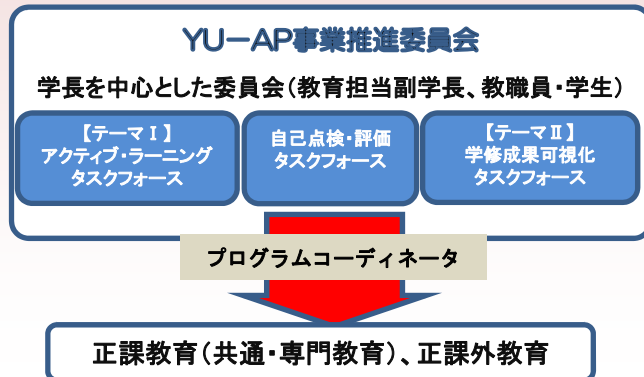 YU－AP事業推進委員会
学長を中心とした委員会（教育担当副学長、教職員・学生）
【テーマⅠ】
アクティブ・ラーニング
タスクフォース
自己点検・評価
タスクフォース
【テーマⅡ】
学修成果可視化
タスクフォース
プログラムコーディネータ
正課教育（共通・専門教育）、正課外教育